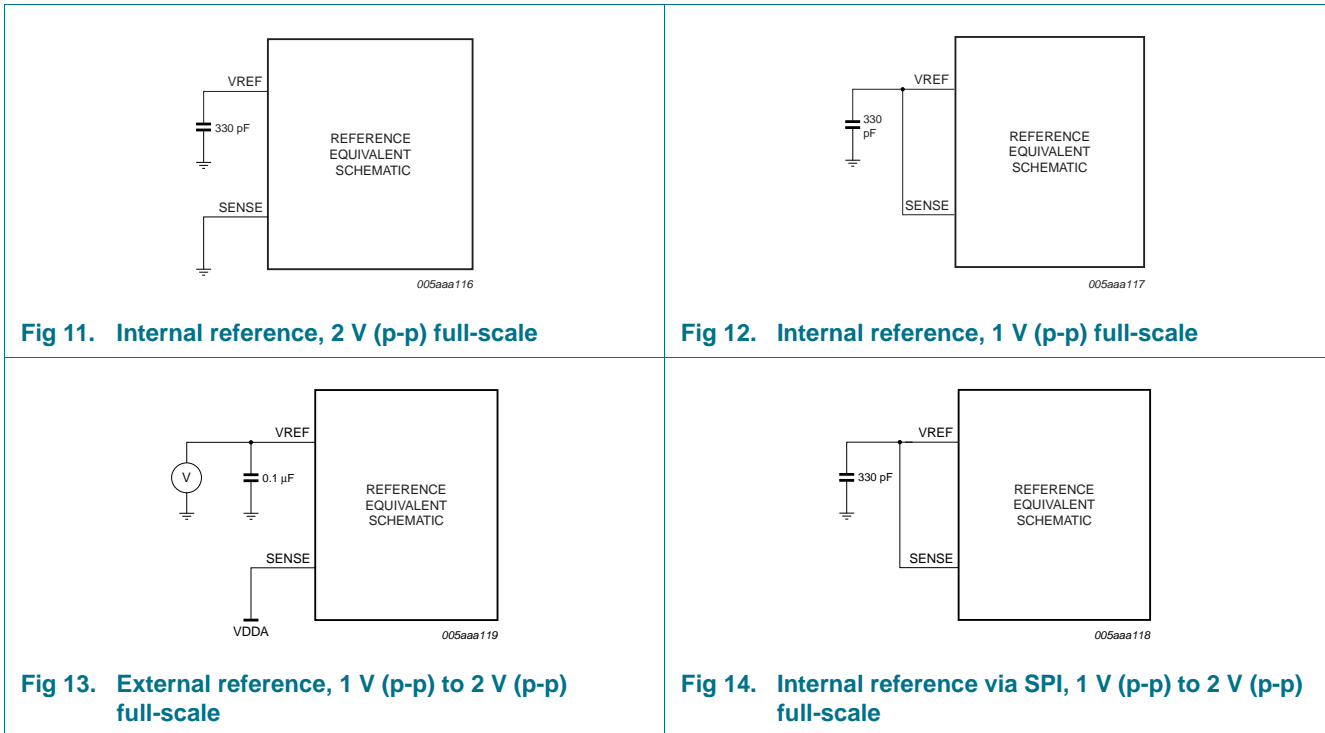 VREF
330 pF
REFERENCE
EQUIVALENT
SCHEMATIC
SENSE
005aaa116
Fig 11. Internal reference, 2 V (p-p) full-scale
VREF
330
pF
REFERENCE
EQUIVALENT
SCHEMATIC
SENSE
005aaa117
Fig 12. Internal reference, 1 V (p-p) full-scale
VREF
V
0.1 μF
REFERENCE
EQUIVALENT
SCHEMATIC
SENSE
VDDA
005aaa119
Fig 13. External reference, 1 V (p-p) to 2 V (p-p)
full-scale
VREF
330 pF
REFERENCE
EQUIVALENT
SCHEMATIC
SENSE
005aaa118
Fig 14. Internal reference via SPI, 1 V (p-p) to 2 V (p-p)
full-scale